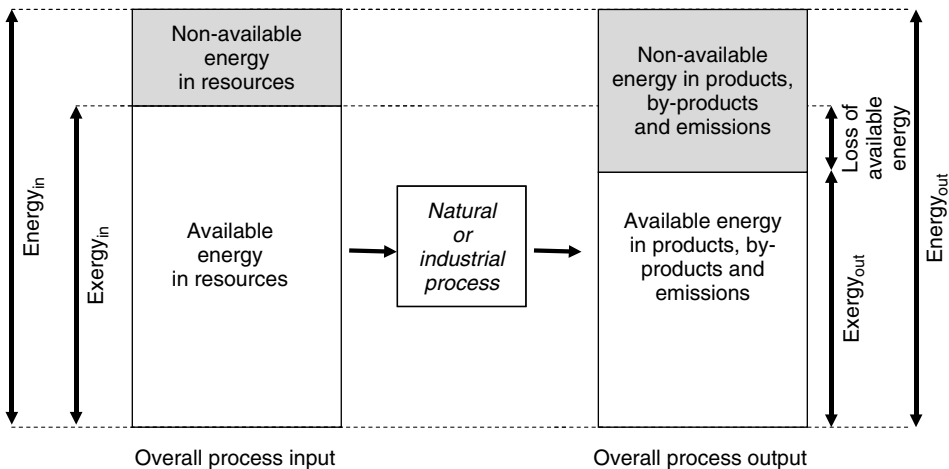 Non-available
energy
in resources
Available
energy
in resources
Energy_in
Exergy_in
Natural
or
industrial
process
Non-available
energy in products,
by-products
and emissions
Available energy
in products, by-
products and
emissions
Loss of
available
energy
Exergy_out
Energy_out
Overall process input
Overall process output